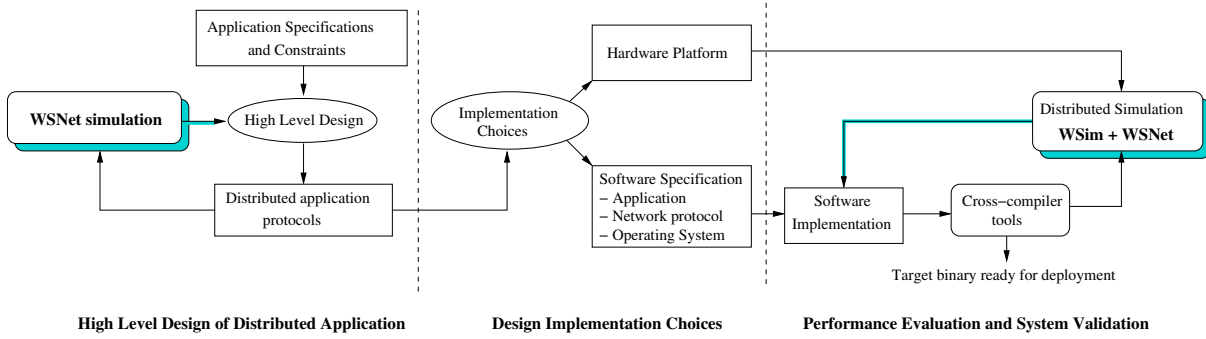 Application Specifications
and Constraints
WSNet simulation
High Level Design
Distributed application
protocols
High Level Design of Distributed Application
Implementation
Choices
Hardware Platform
Software Specification
− Application
− Network protocol
− Operating System
Design Implementation Choices
Distributed Simulation
WSim + WSNet
Software
Implementation
Cross−compiler
tools
Target binary ready for deployment
Performance Evaluation and System Validation